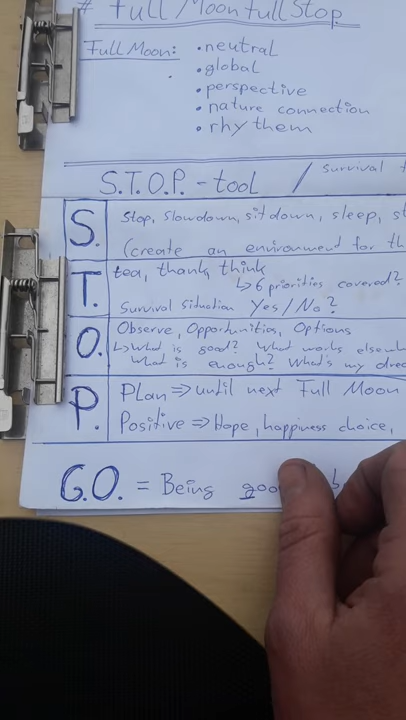 # Full Moon Full Stop
Full Moon: • neutral
• global
• perspective
• nature connection
• rhythem
S.T.O.P. - tool / survival
S. Stop, Slowdown, sit down, sleep,
(create an environment for
T. tea, thank, think
↳ 6 priorities covered?
Survival situation Yes / No?
O. Observe, Opportunities, Options
↳ What is good? What works
What is enough? What's my
P. PLan ⇒ until next Full Moon
Positive ⇒ Hope, happiness choice,
G.O. = Being